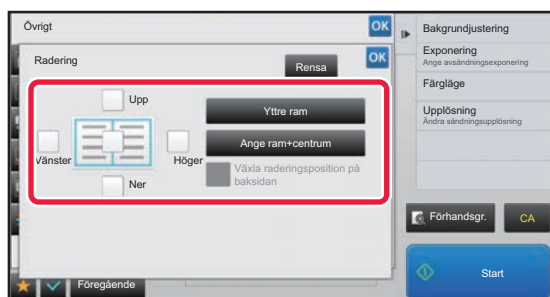 Övrigt
OK
Radering
Rensa
OK
Upp
Vänster
Höger
Ner
Yttre ram
Ange ram+centrum
Växla raderingsposition på
baksidan
Föregående
Bakgrundjustering
Exponering
Ange avsändningsexponering
Färgläge
Upplösning
Ändra sändningsupplösning
Förhandsgr.
CA
Start